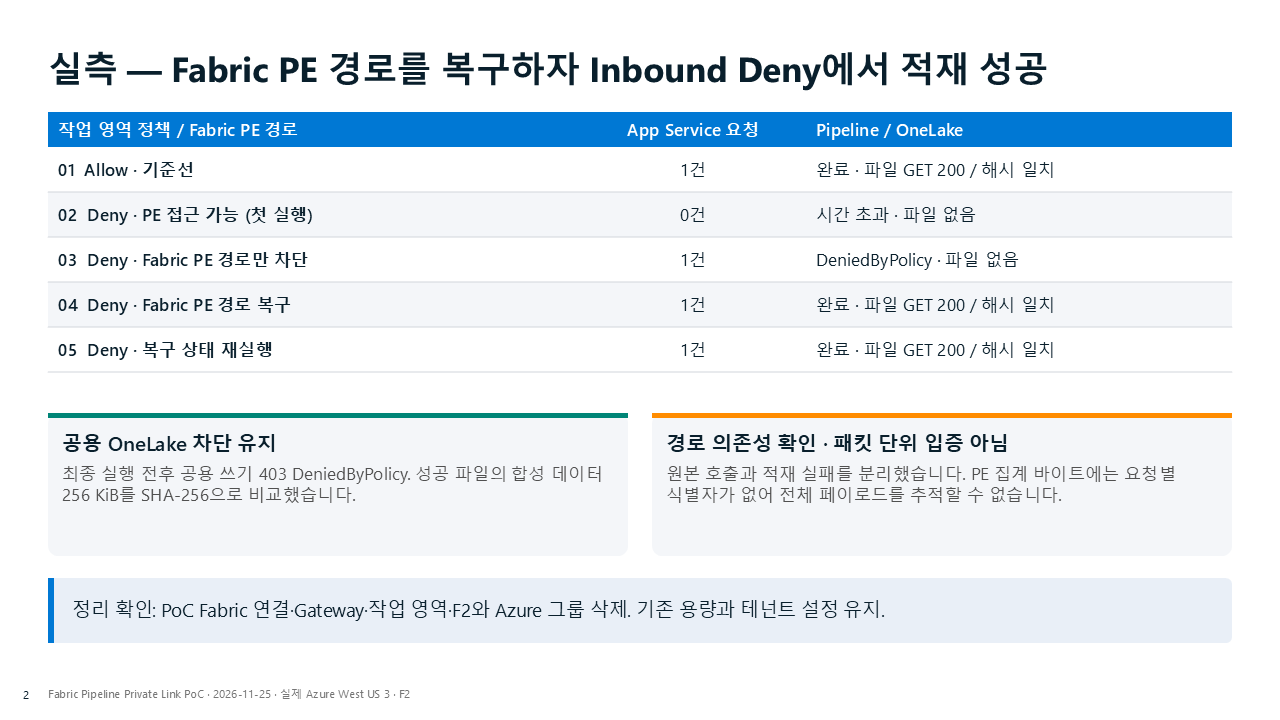 실측 — Fabric PE 경로를 복구하자 Inbound Deny에서 적재 성공
작업 영역 정책 / Fabric PE 경로 App Service 요청 Pipeline / OneLake
01 Allow · 기준선 1건 완료 · 파일 GET 200 / 해시 일치
02 Deny · PE 접근 가능 (첫 실행) 0건 시간 초과 · 파일 없음
03 Deny · Fabric PE 경로만 차단 1건 DeniedByPolicy · 파일 없음
04 Deny · Fabric PE 경로 복구 1건 완료 · 파일 GET 200 / 해시 일치
05 Deny · 복구 상태 재실행 1건 완료 · 파일 GET 200 / 해시 일치
공용 OneLake 차단 유지
최종 실행 전후 공용 쓰기 403 DeniedByPolicy. 성공 파일의 합성 데이터
256 KiB를 SHA-256으로 비교했습니다.
경로 의존성 확인 · 패킷 단위 입증 아님
원본 호출과 적재 실패를 분리했습니다. PE 집계 바이트에는 요청별
식별자가 없어 전체 페이로드를 추적할 수 없습니다.
정리 확인: PoC Fabric 연결·Gateway·작업 영역·F2와 Azure 그룹 삭제. 기존 용량과 테넌트 설정 유지.
2 Fabric Pipeline Private Link PoC · 2026-11-25 · 실제 Azure West US 3 · F2